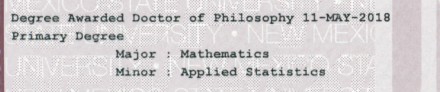 Degree Awarded Doctor of Philosophy 11-MAY-2018
Primary Degree
Major : Mathematics
Minor : Applied Statistics